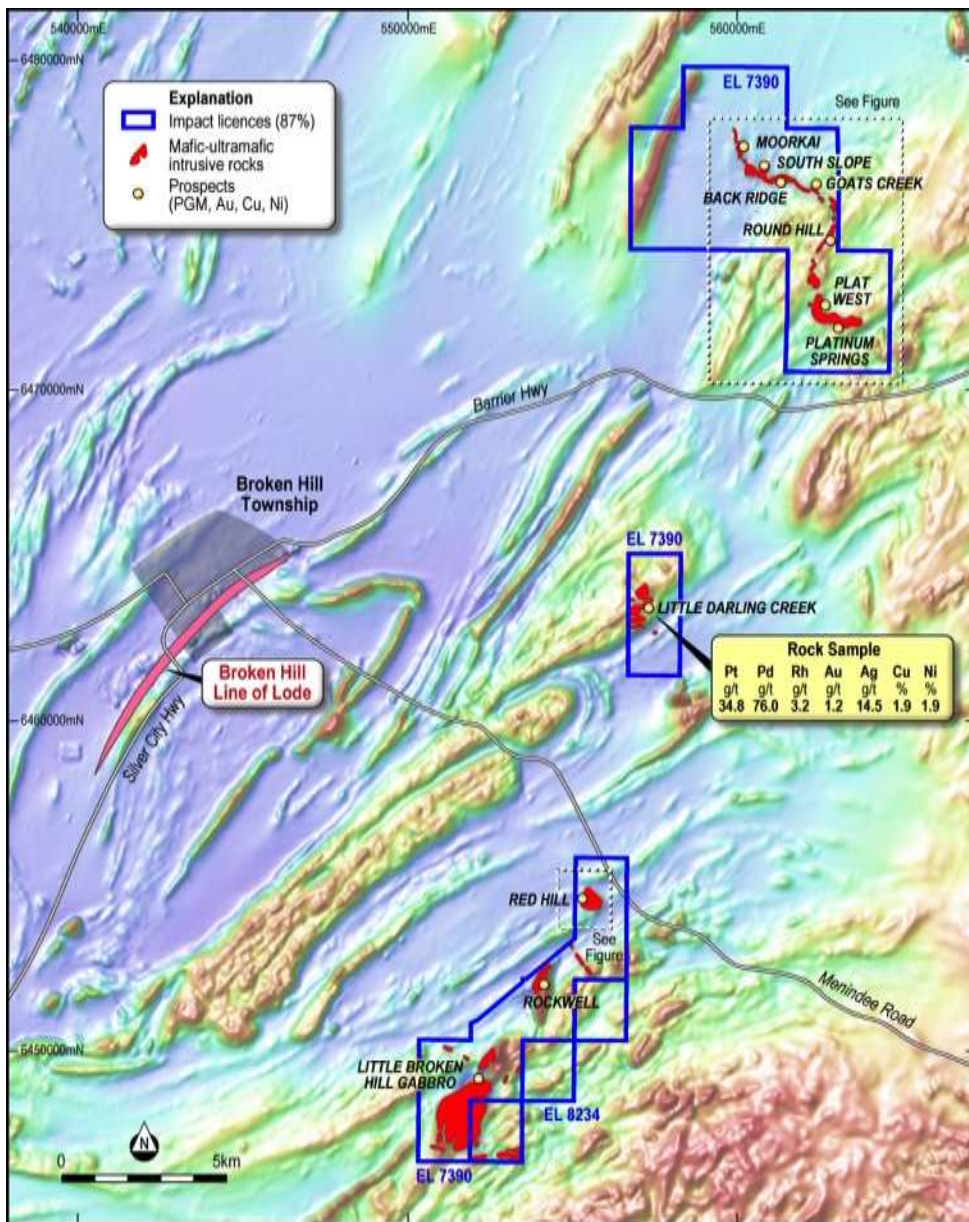 540000mE
550000mE
560000mE
6480000mN
Explanation
Impact licences (87%)
Mafic-ultramafic
intrusive rocks
Prospects
(PGM, Au, Cu, Ni)
EL 7390
See Figure
MOORKAI
SOUTH SLOPE
BACK RIDGE
GOATS CREEK
ROUND HILL
PLAT
WEST
PLATINUM
SPRINGS
6470000mN
Barrier Hwy
Broken Hill
Township
EL 7390
LITTLE DARLING CREEK
Rock Sample
Pt Pd Rh Au Ag Cu Ni
g/t g/t g/t g/t g/t % %
34.8 76.0 3.2 1.2 14.5 1.9 1.9
Broken Hill
Line of Lode
6460000mN
Silver City Hwy
RED HILL
See
Figure
ROCKWELL
Menindee Road
6450000mN
LITTLE BROKEN
HILL GABBRO
EL 8234
N
0 5km
EL 7390